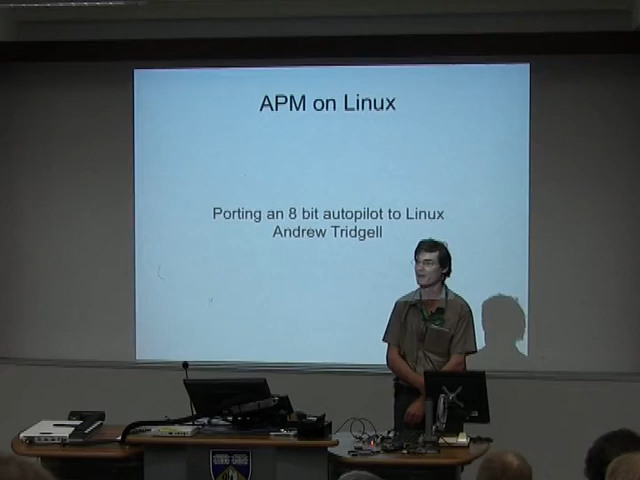 APM on Linux
Porting an 8 bit autopilot to Linux
Andrew Tridgell